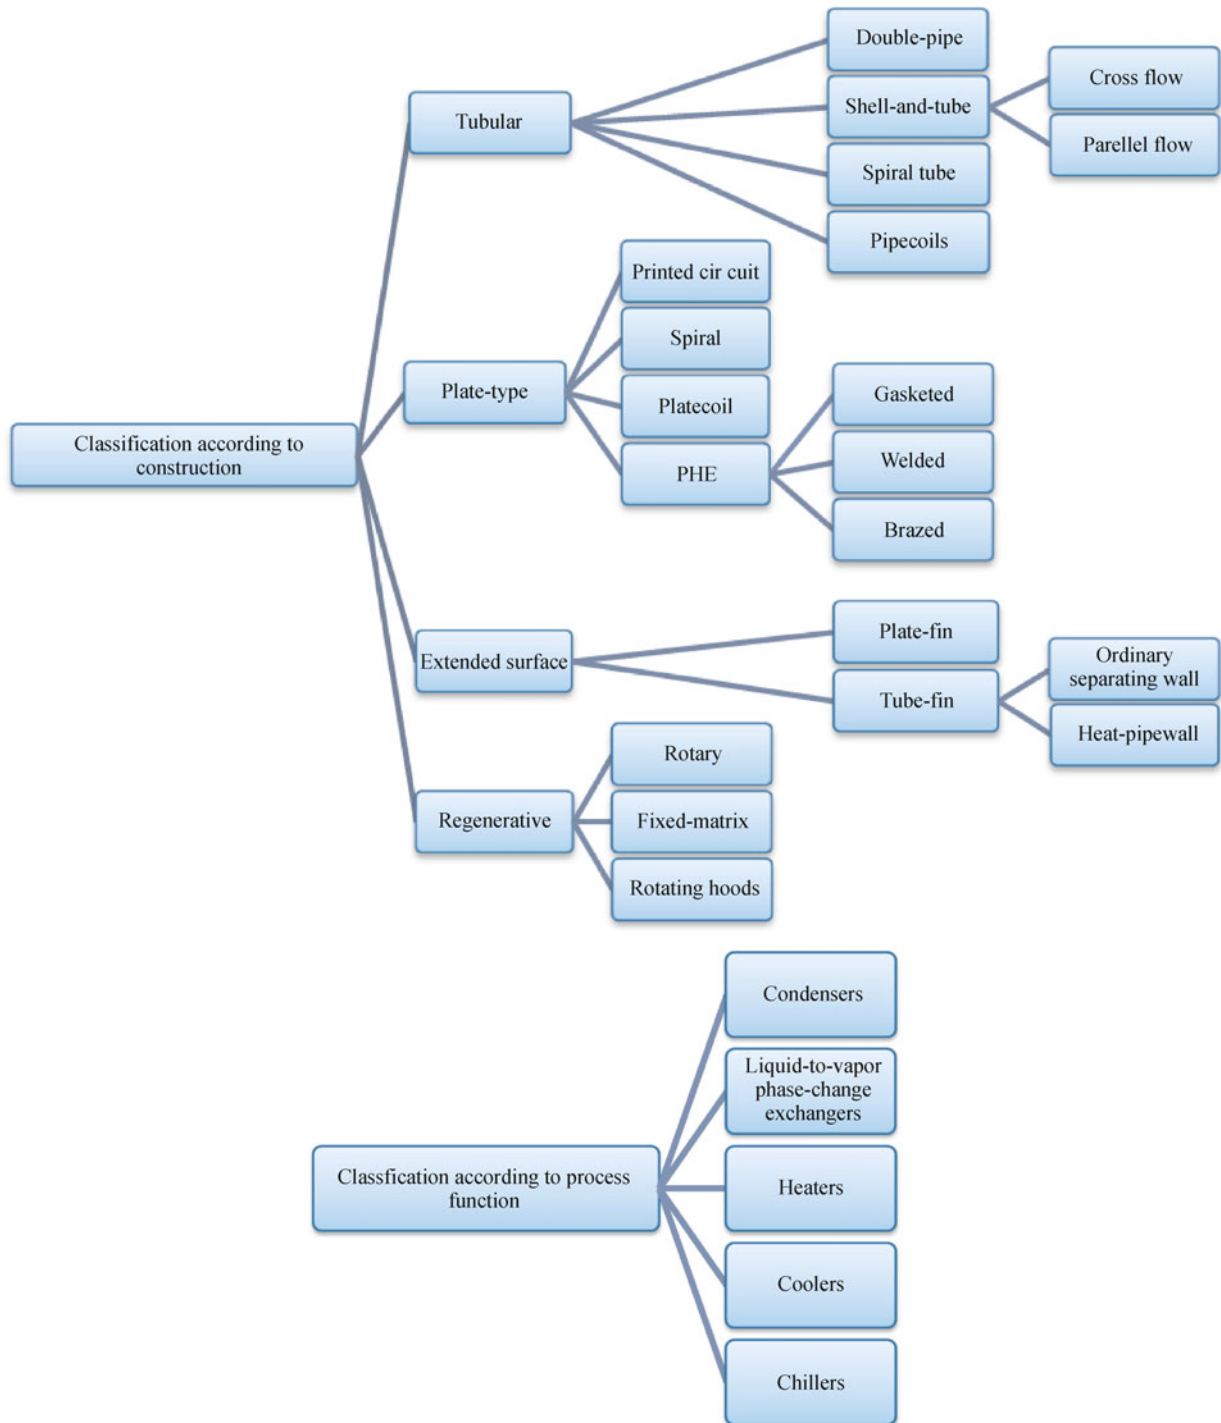 Double-pipe
Cross flow
Tubular
Shell-and-tube
Parellel flow
Spiral tube
Pipecoils
Printed cir cuit
Spiral
Plate-type
Gasketed
Platecoil
Classification according to
construction
PHE
Welded
Brazed
Plate-fin
Extended surface
Ordinary
separating wall
Tube-fin
Heat-pipewall
Rotary
Regenerative
Fixed-matrix
Rotating hoods
Condensers
Liquid-to-vapor
phase-change
exchangers
Classfication according to process
function
Heaters
Coolers
Chillers